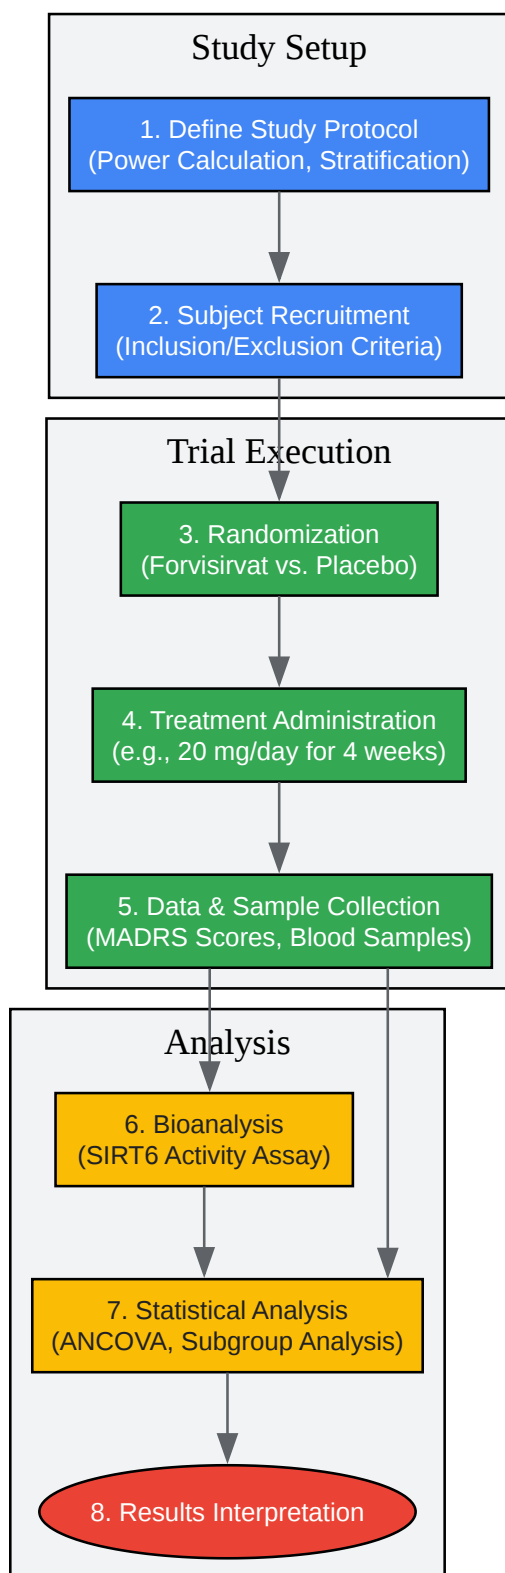 Study Setup
1. Define Study Protocol
(Power Calculation, Stratification)
2. Subject Recruitment
(Inclusion/Exclusion Criteria)
Trial Execution
3. Randomization
(Forvisirvat vs. Placebo)
4. Treatment Administration
(e.g., 20 mg/day for 4 weeks)
5. Data & Sample Collection
(MADRS Scores, Blood Samples)
Analysis
6. Bioanalysis
(SIRT6 Activity Assay)
7. Statistical Analysis
(ANCOVA, Subgroup Analysis)
8. Results Interpretation